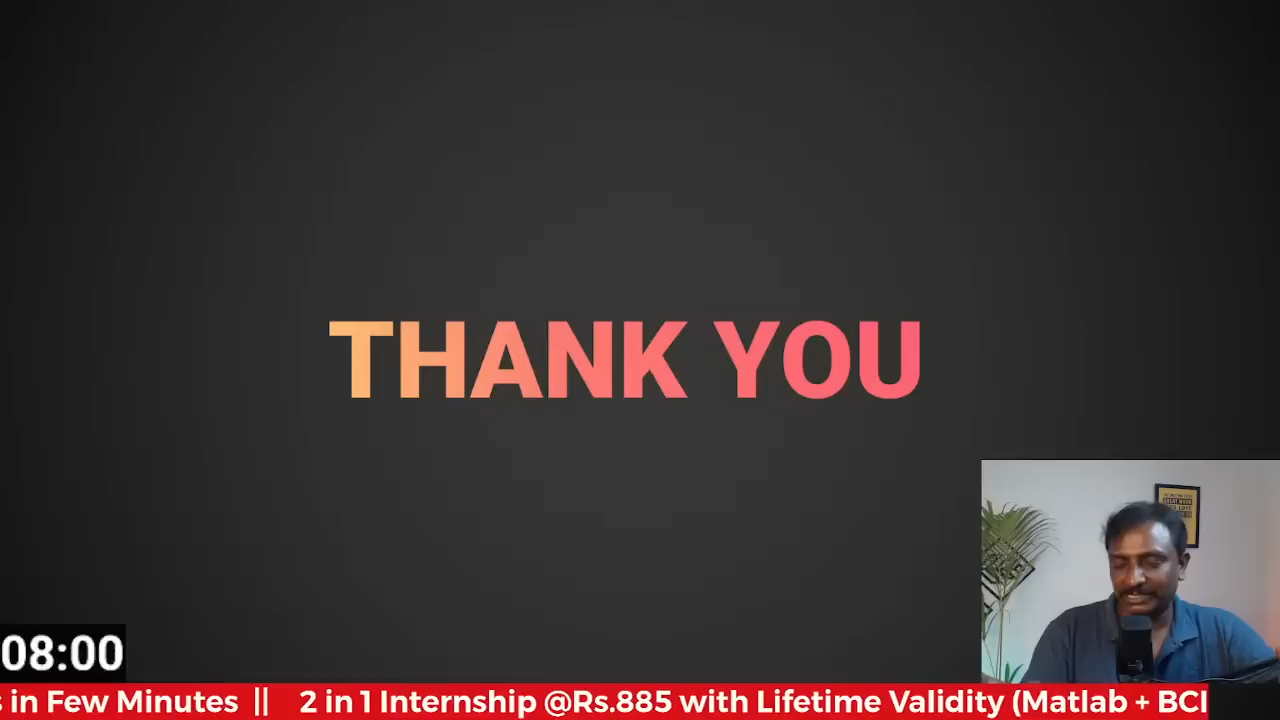 THANK YOU
08:00
s in Few Minutes || 2 in 1 Internship @Rs.885 with Lifetime Validity (Matlab + BCI